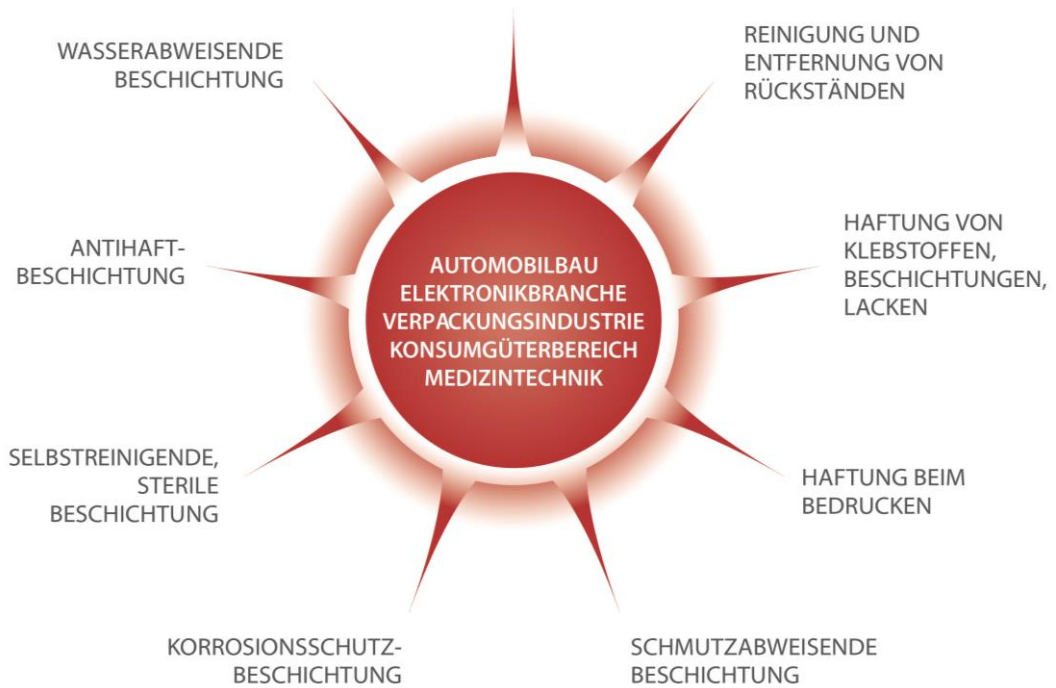 WASSERABWEISENDE
BESCHICHTUNG
REINIGUNG UND
ENTFERNUNG VON
RÜCKSTÄNDEN
ANTIHAFT-
BESCHICHTUNG
AUTOMOBILBAU
ELEKTRONIKBRANCHE
VERPACKUNGSINDUSTRIE
KONSUMGÜTERBEREICH
MEDIZINTECHNIK
HAFTUNG VON
KLEBSTOFFEN,
BESCHICHTUNGEN,
LACKEN
SELBSTREINIGENDE,
STERILE
BESCHICHTUNG
HAFTUNG BEIM
BEDRUCKEN
KORROSIONSSCHUTZ-
BESCHICHTUNG
SCHMUTZABWEISENDE
BESCHICHTUNG